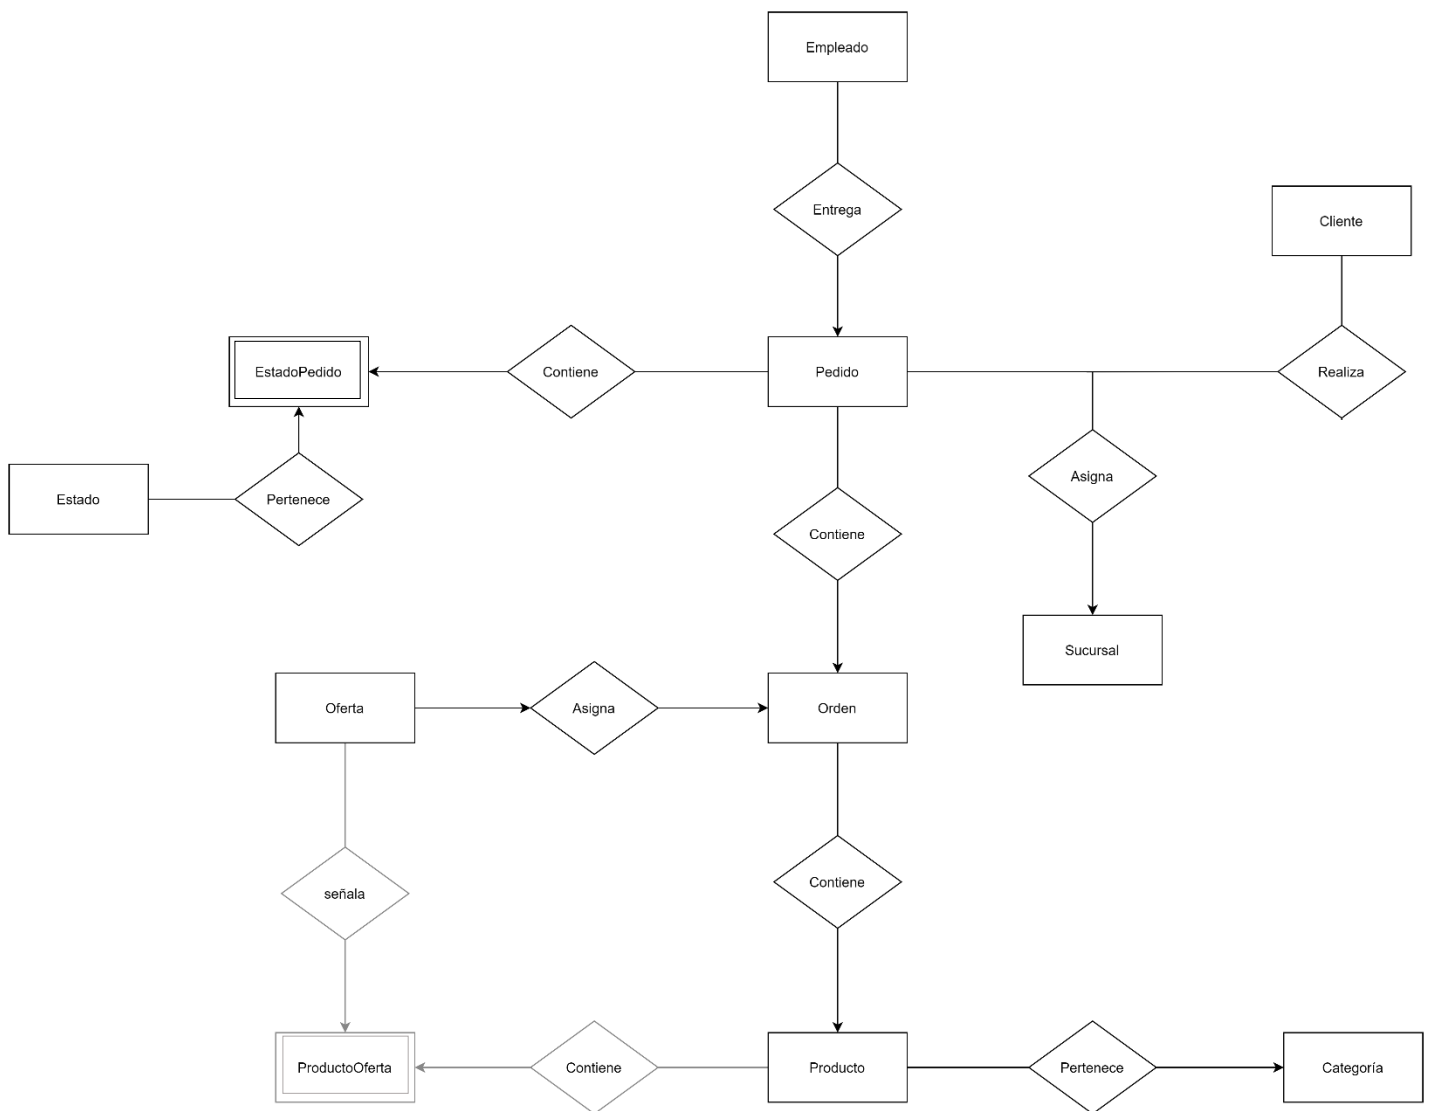 Empleado
Entrega
Cliente
EstadoPedido
Contiene
Pedido
Realiza
Asigna
Estado
Pertenece
Contiene
Sucursal
Oferta
Asigna
Orden
señala
Contiene
ProductoOferta
Contiene
Producto
Pertenece
Categoría